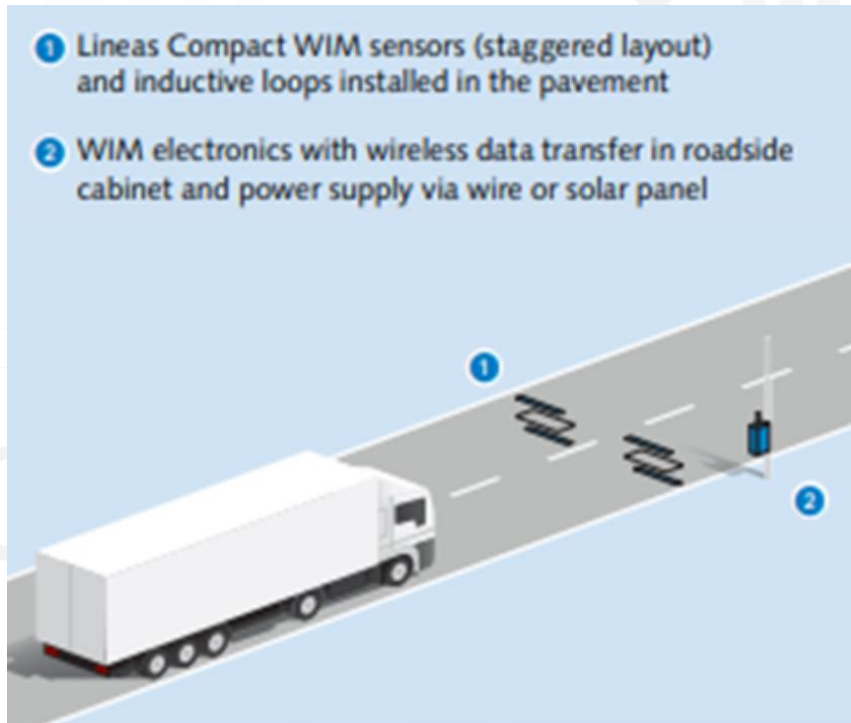 1 Lineas Compact WIM sensors (staggered layout)
and inductive loops installed in the pavement
2 WIM electronics with wireless data transfer in roadside
cabinet and power supply via wire or solar panel
1
2